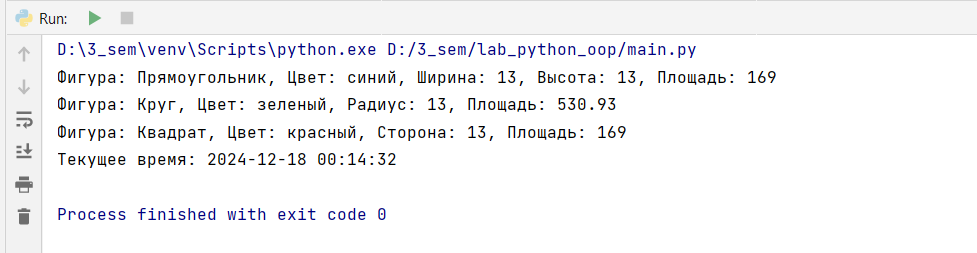 Run:
D:\3_sem\venv\Scripts\python.exe D:/3_sem/lab_python_oop/main.py
Фигура: Прямоугольник, Цвет: синий, Ширина: 13, Высота: 13, Площадь: 169
Фигура: Круг, Цвет: зеленый, Радиус: 13, Площадь: 530.93
Фигура: Квадрат, Цвет: красный, Сторона: 13, Площадь: 169
Текущее время: 2024-12-18 00:14:32
Process finished with exit code 0